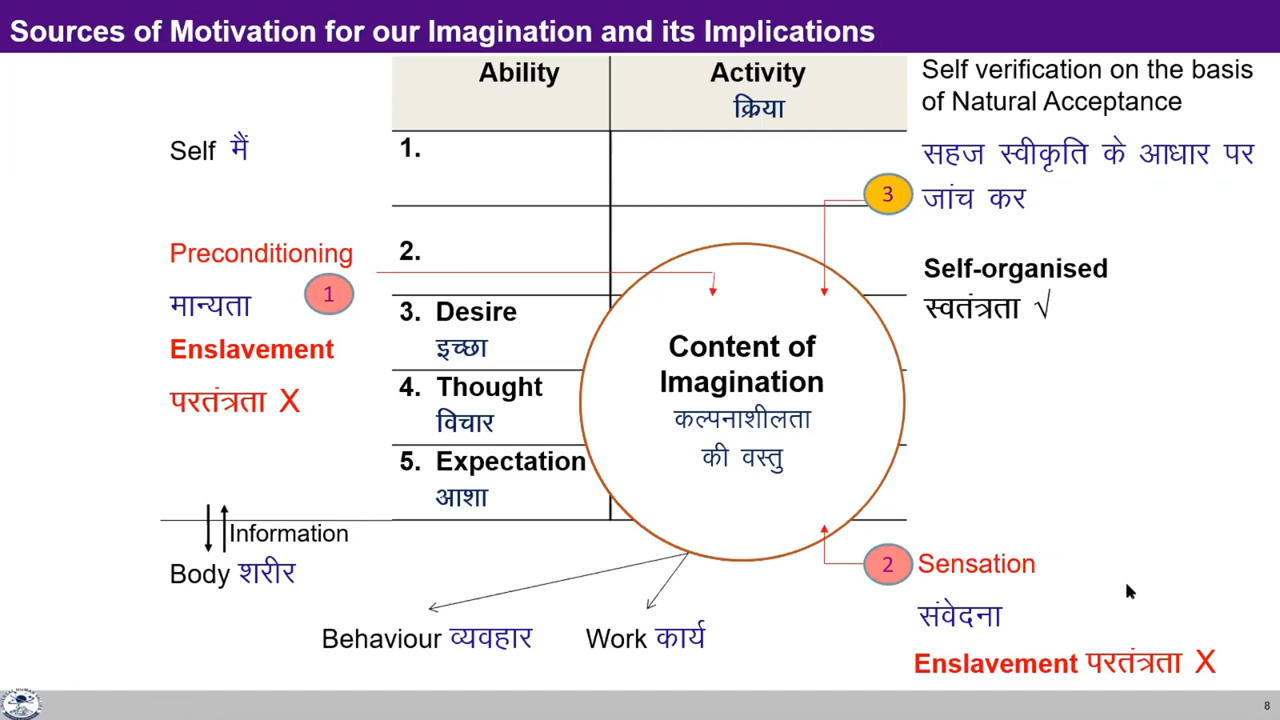 Sources of Motivation for our Imagination and its Implications
Ability
Activity
क्रिया
Self verification on the basis
of Natural Acceptance
सहज स्वीकृति के आधार पर
जांच कर
3
Self मैं
1.
Preconditioning
मान्यता
1
Enslavement
परतंत्रता X
2.
Self-organised
स्वतंत्रता √
3. Desire
इच्छा
4. Thought
विचार
5. Expectation
आशा
Content of
Imagination
कल्पनाशीलता
की वस्तु
Information
Body शरीर
2
Sensation
संवेदना
Enslavement परतंत्रता X
Behaviour व्यवहार
Work कार्य
8